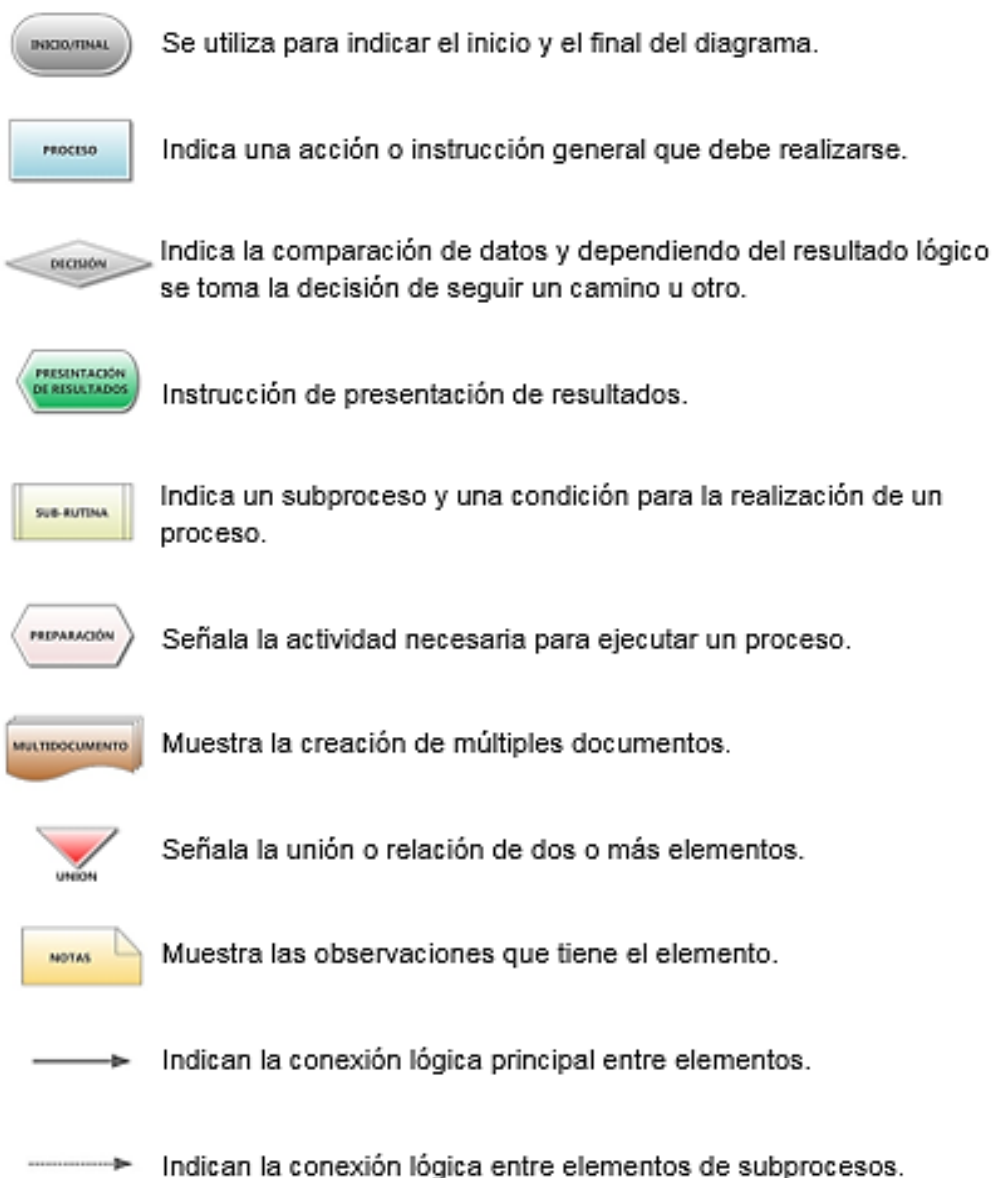 INICIO/FINAL
Se utiliza para indicar el inicio y el final del diagrama.
PROCESO
Indica una acción o instrucción general que debe realizarse.
DECISIÓN
Indica la comparación de datos y dependiendo del resultado lógico
se toma la decisión de seguir un camino u otro.
PRESENTACIÓN
DE RESULTADOS
Instrucción de presentación de resultados.
SUB-RUTINA
Indica un subproceso y una condición para la realización de un
proceso.
PREPARACIÓN
Señala la actividad necesaria para ejecutar un proceso.
MULTIDOCUMENTO
Muestra la creación de múltiples documentos.
UNION
Señala la unión o relación de dos o más elementos.
NOTAS
Muestra las observaciones que tiene el elemento.
Indican la conexión lógica principal entre elementos.
Indican la conexión lógica entre elementos de subprocesos.